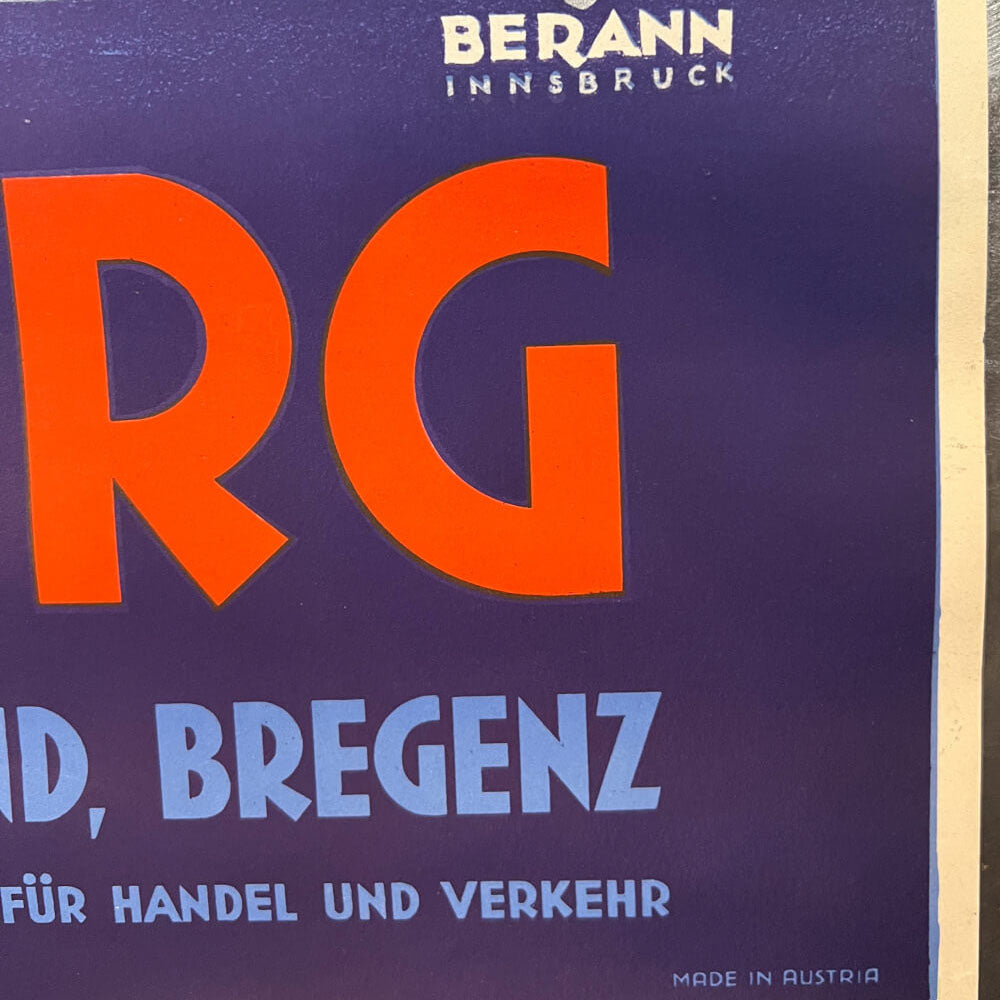 BERANN
INNSBRUCK
RG
ND, BREGENZ
FÜR HANDEL UND VERKEHR
MADE IN AUSTRIA